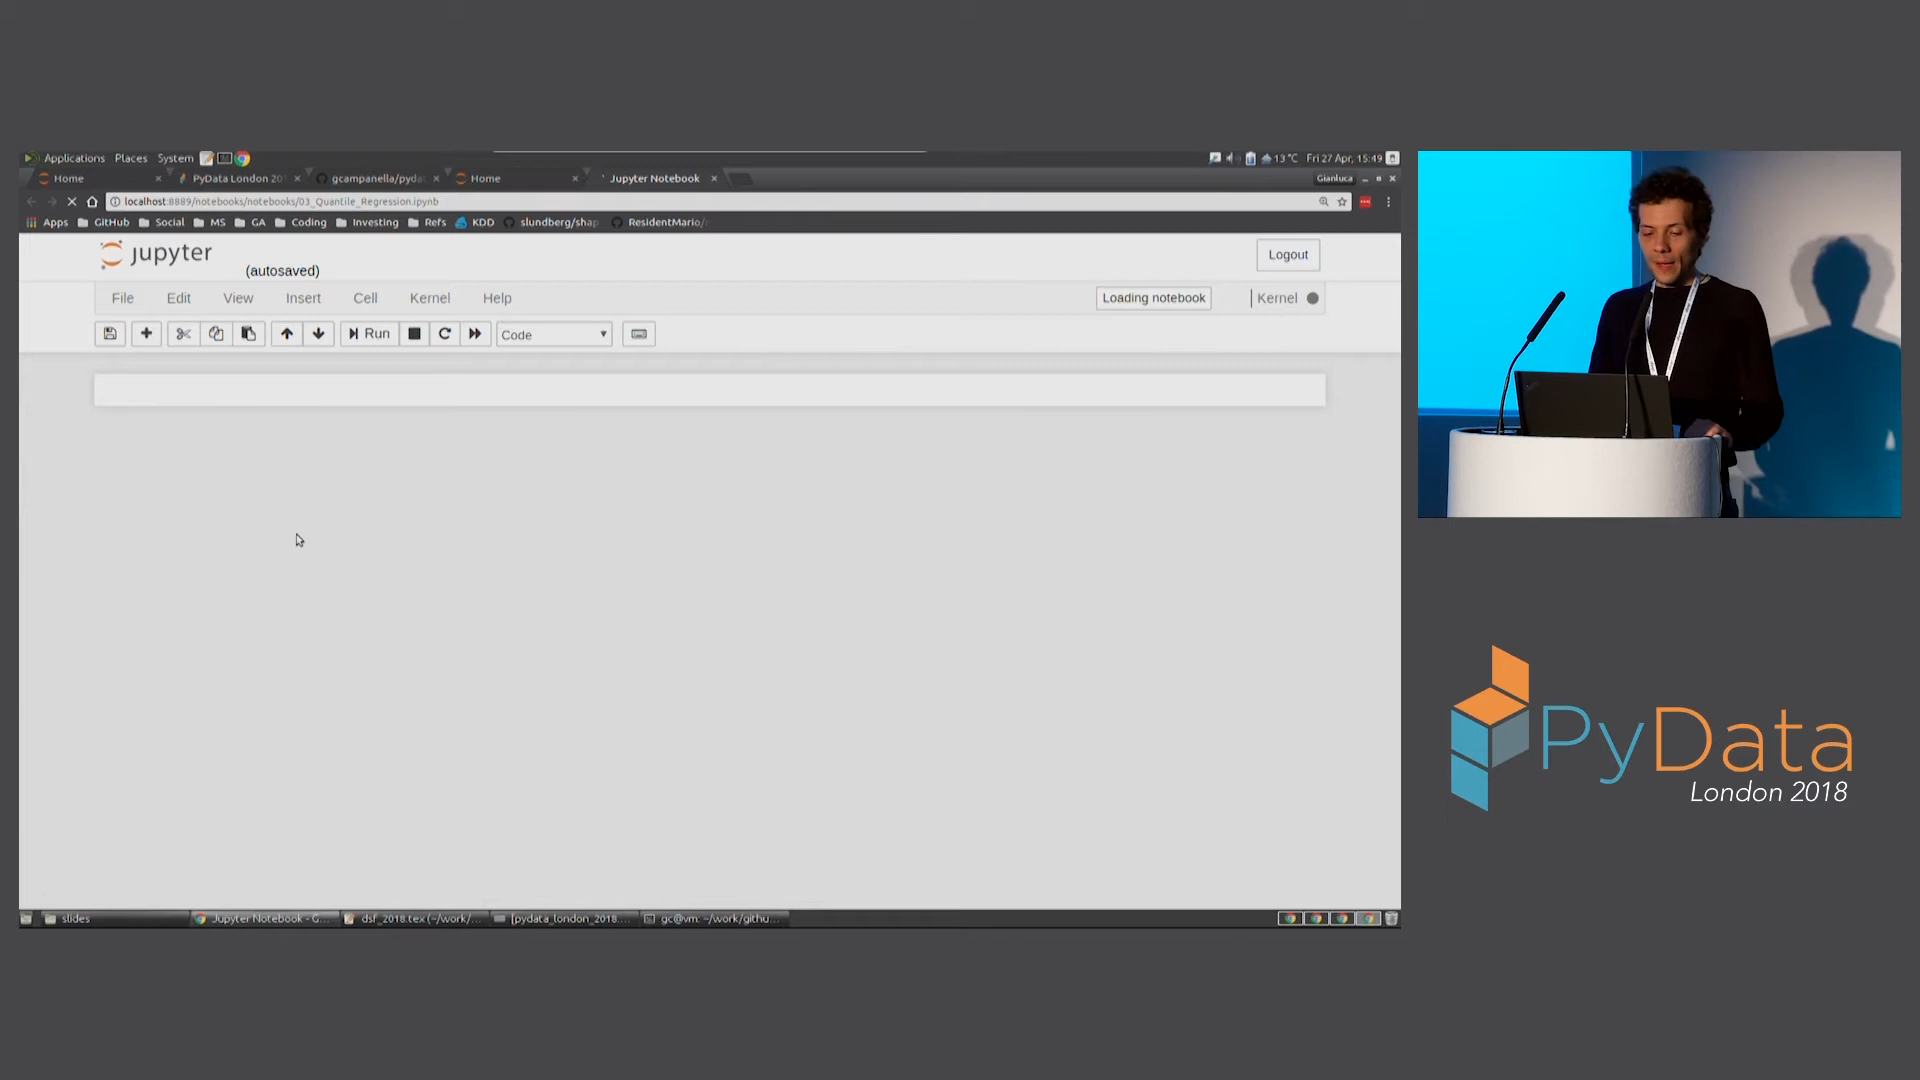 Applications Places System
13 °C Fri 27 Apr, 15:49
Home
PyData London 20
gcampanella/pyda
Home
Jupyter Notebook
Gianluca
localhost:8889/notebooks/notebooks/03_Quantile_Regression.ipynb
Apps GitHub Social MS GA Coding Investing Refs KDD slundberg/shap ResidentMario/
jupyter
(autosaved)
Logout
File Edit View Insert Cell Kernel Help
Loading notebook
Kernel
Run
Code
slides
Jupyter Notebook - G...
dsf_2018.tex (~/work/...
[pydata_london_2018....
gc@vm: ~/work/githu...
PyData
London 2018